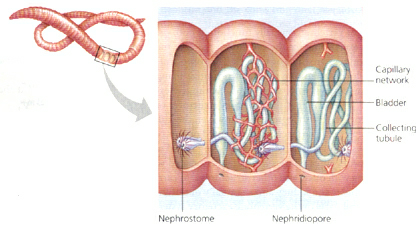 Capillary
network
Bladder
Collecting
tubule
Nephrostome
Nephridiopore